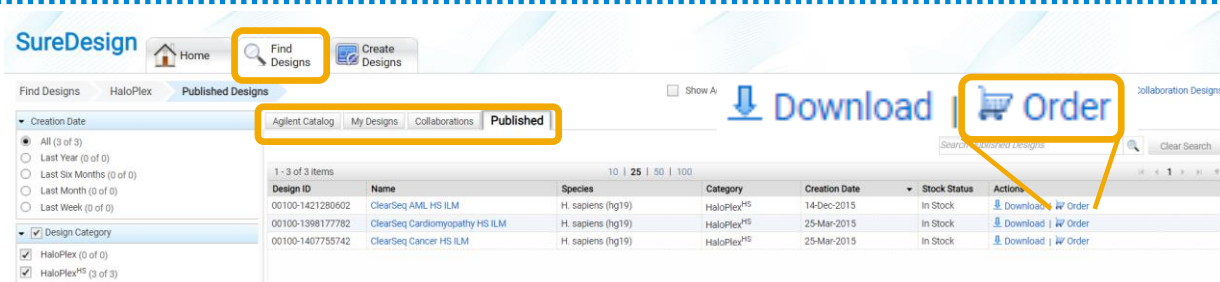 SureDesign
Home
Find Designs
Create Designs
Find Designs HaloPlex Published Designs
Show A
Download | Order
Collaboration Designs
Creation Date
All (3 of 3)
Last Year (0 of 0)
Last Six Months (0 of 0)
Last Month (0 of 0)
Last Week (0 of 0)
Design Category
HaloPlex (0 of 0)
HaloPlexHS (3 of 3)
Agilent Catalog My Designs Collaborations Published
Search Published Designs Clear Search
1 - 3 of 3 items 10 | 25 | 50 | 100 1
Design ID Name Species Category Creation Date Stock Status Actions
00100-1421280602 ClearSeq AML HS ILM H. sapiens (hg19) HaloPlexHS 14-Dec-2015 In Stock Download | Order
00100-1398177782 ClearSeq Cardiomyopathy HS ILM H. sapiens (hg19) HaloPlexHS 25-Mar-2015 In Stock Download | Order
00100-1407755742 ClearSeq Cancer HS ILM H. sapiens (hg19) HaloPlexHS 25-Mar-2015 In Stock Download | Order